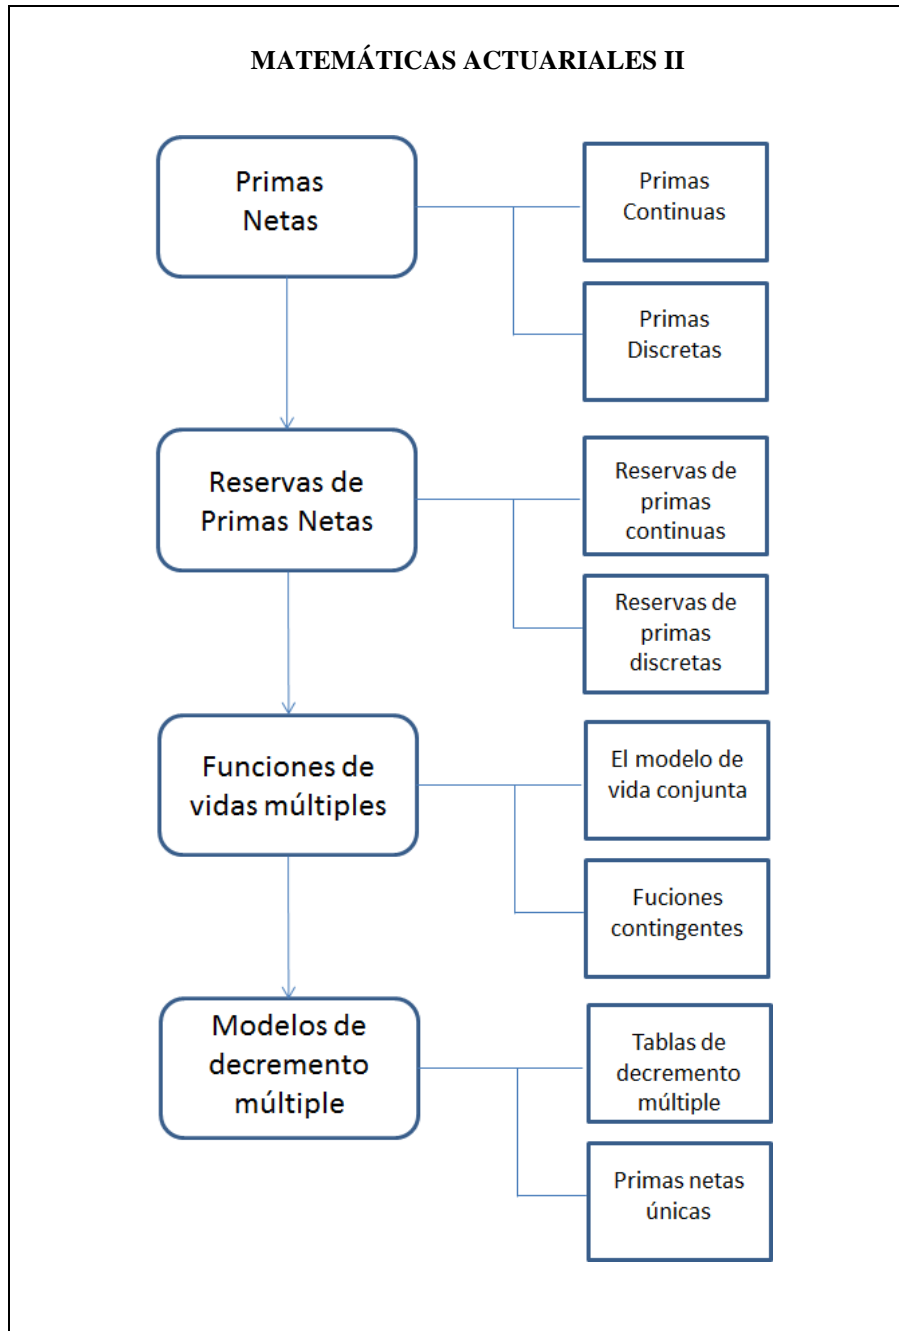 MATEMÁTICAS ACTUARIALES II
Primas
Netas
Primas
Continuas
Primas
Discretas
Reservas de
Primas Netas
Reservas de
primas
continuas
Reservas de
primas
discretas
Funciones de
vidas múltiples
El modelo de
vida conjunta
Fuciones
contingentes
Modelos de
decremento
múltiple
Tablas de
decremento
múltiple
Primas netas
únicas